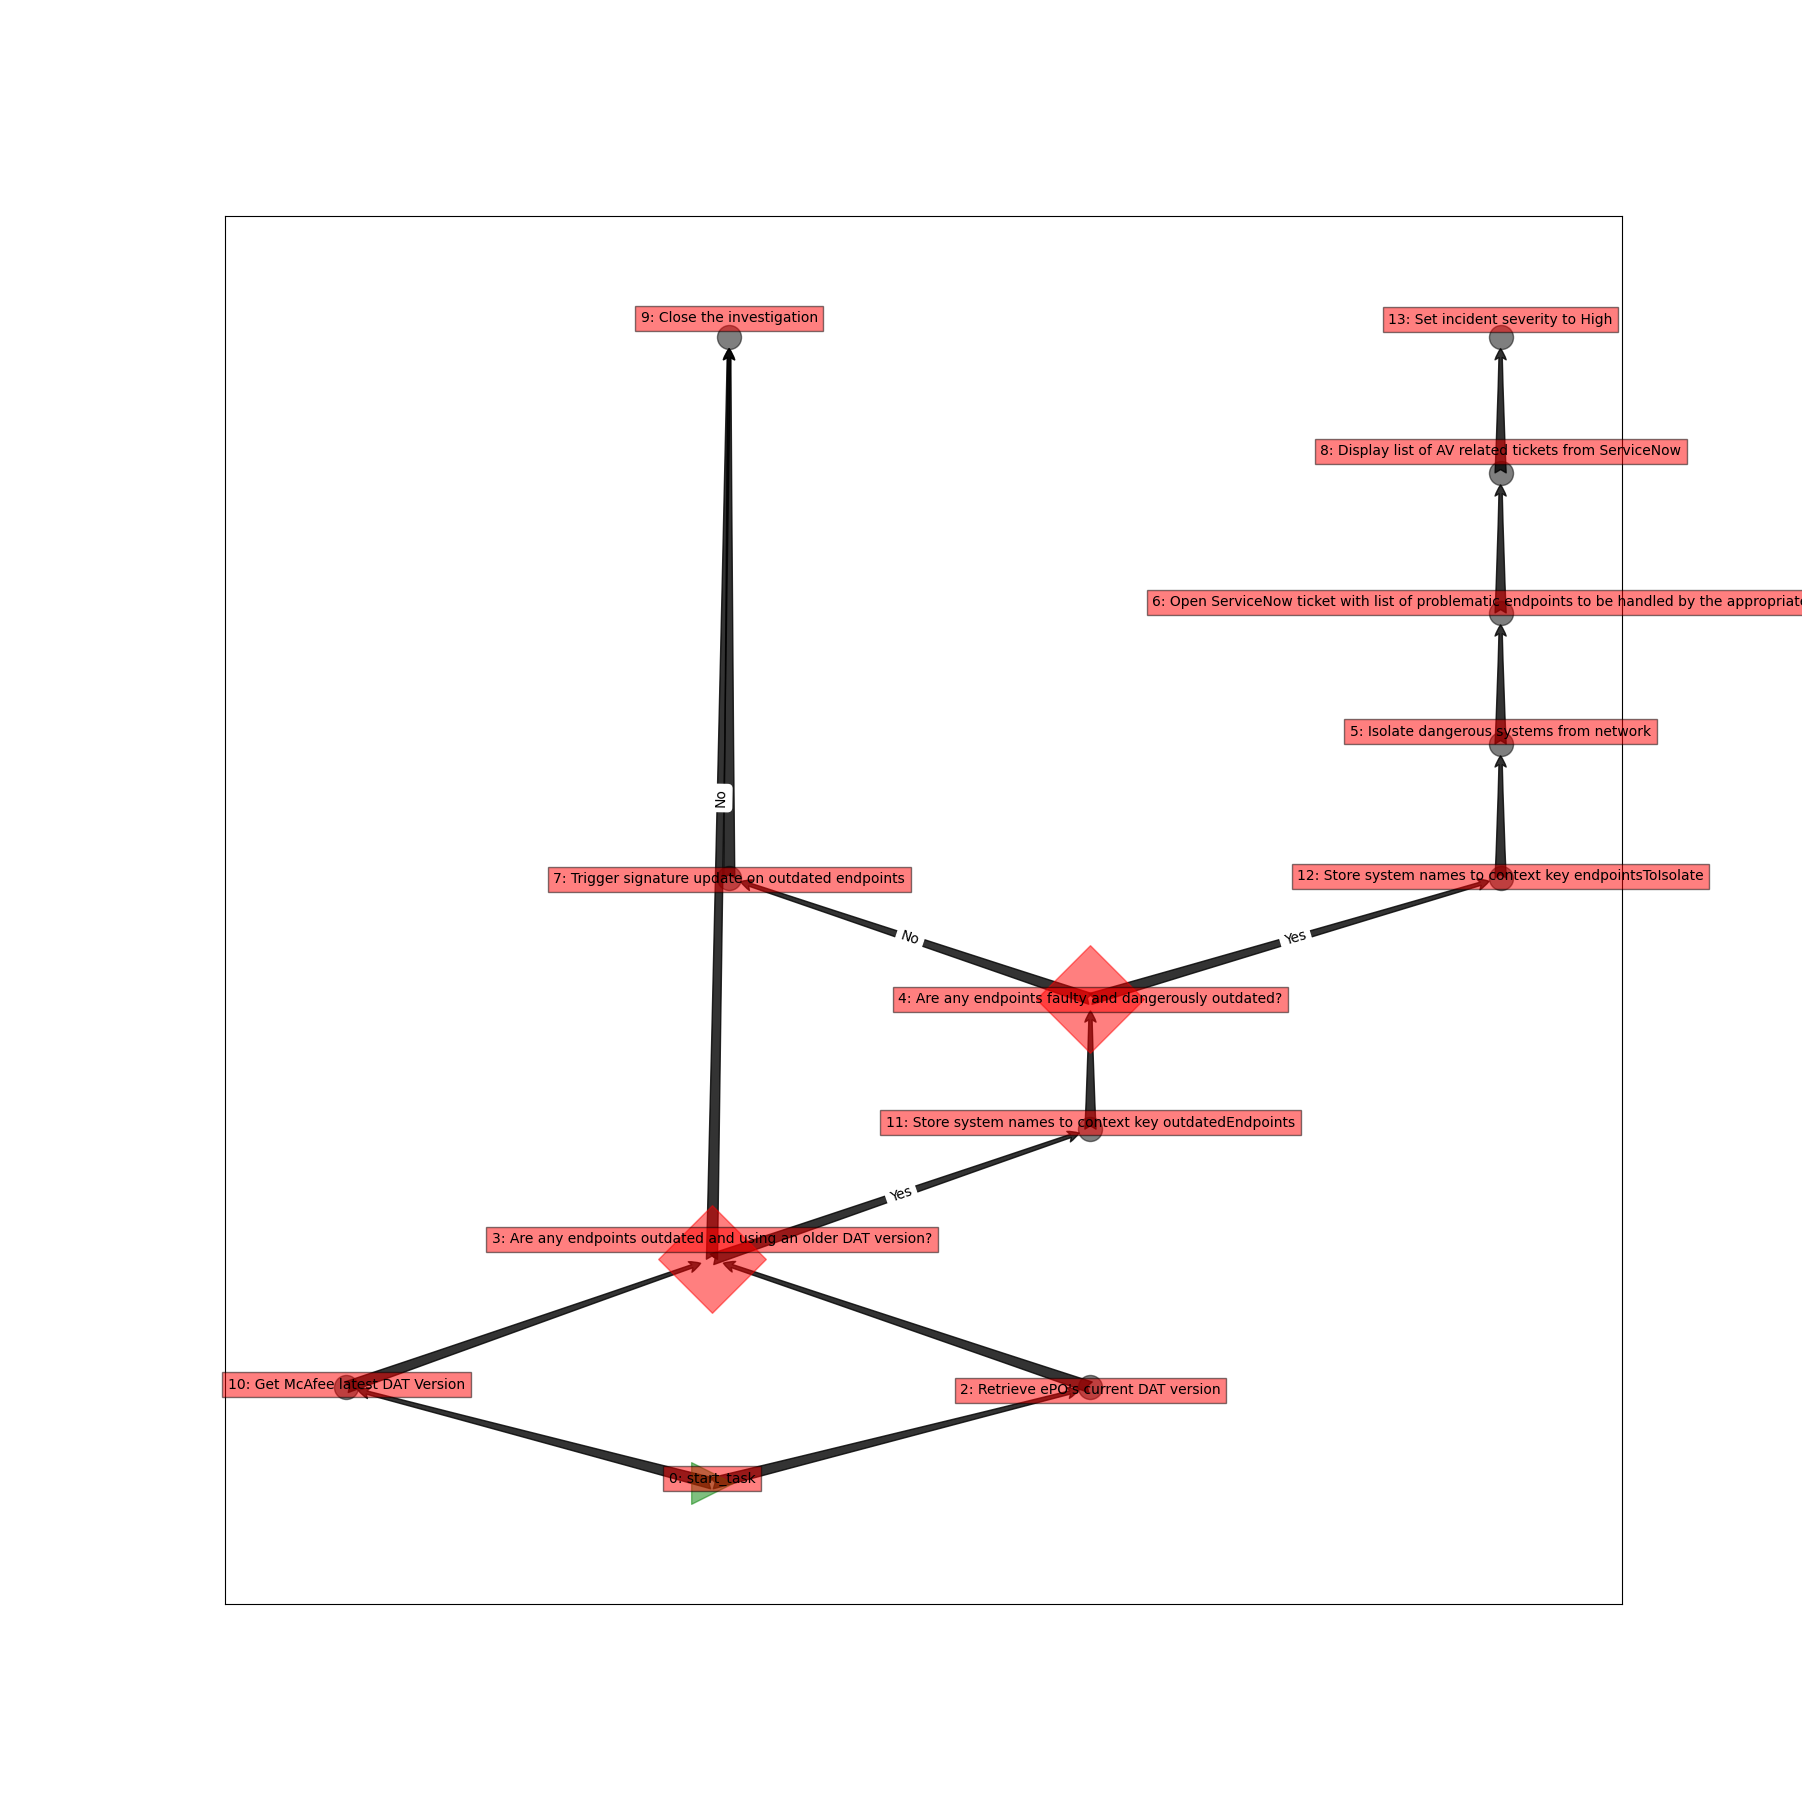 9: Close the investigation
13: Set incident severity to High
8: Display list of AV related tickets from ServiceNow
6: Open ServiceNow ticket with list of problematic endpoints to be handled by the appropriate
5: Isolate dangerous systems from network
No
7: Trigger signature update on outdated endpoints
12: Store system names to context key endpointsToIsolate
No
Yes
4: Are any endpoints faulty and dangerously outdated?
11: Store system names to context key outdatedEndpoints
Yes
3: Are any endpoints outdated and using an older DAT version?
10: Get McAfee latest DAT Version
2: Retrieve ePO's current DAT version
0: start_task